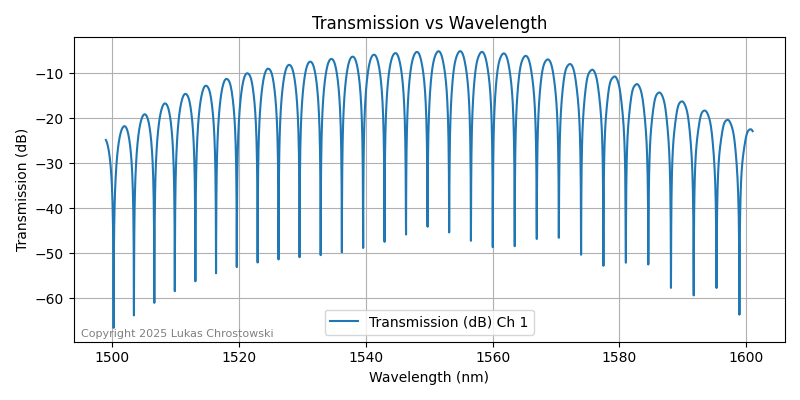 Transmission vs Wavelength
Transmission (dB)
−10
−20
−30
−40
−50
−60
Transmission (dB) Ch 1
Copyright 2025 Lukas Chrostowski
1500
1520
1540
1560
1580
1600
Wavelength (nm)